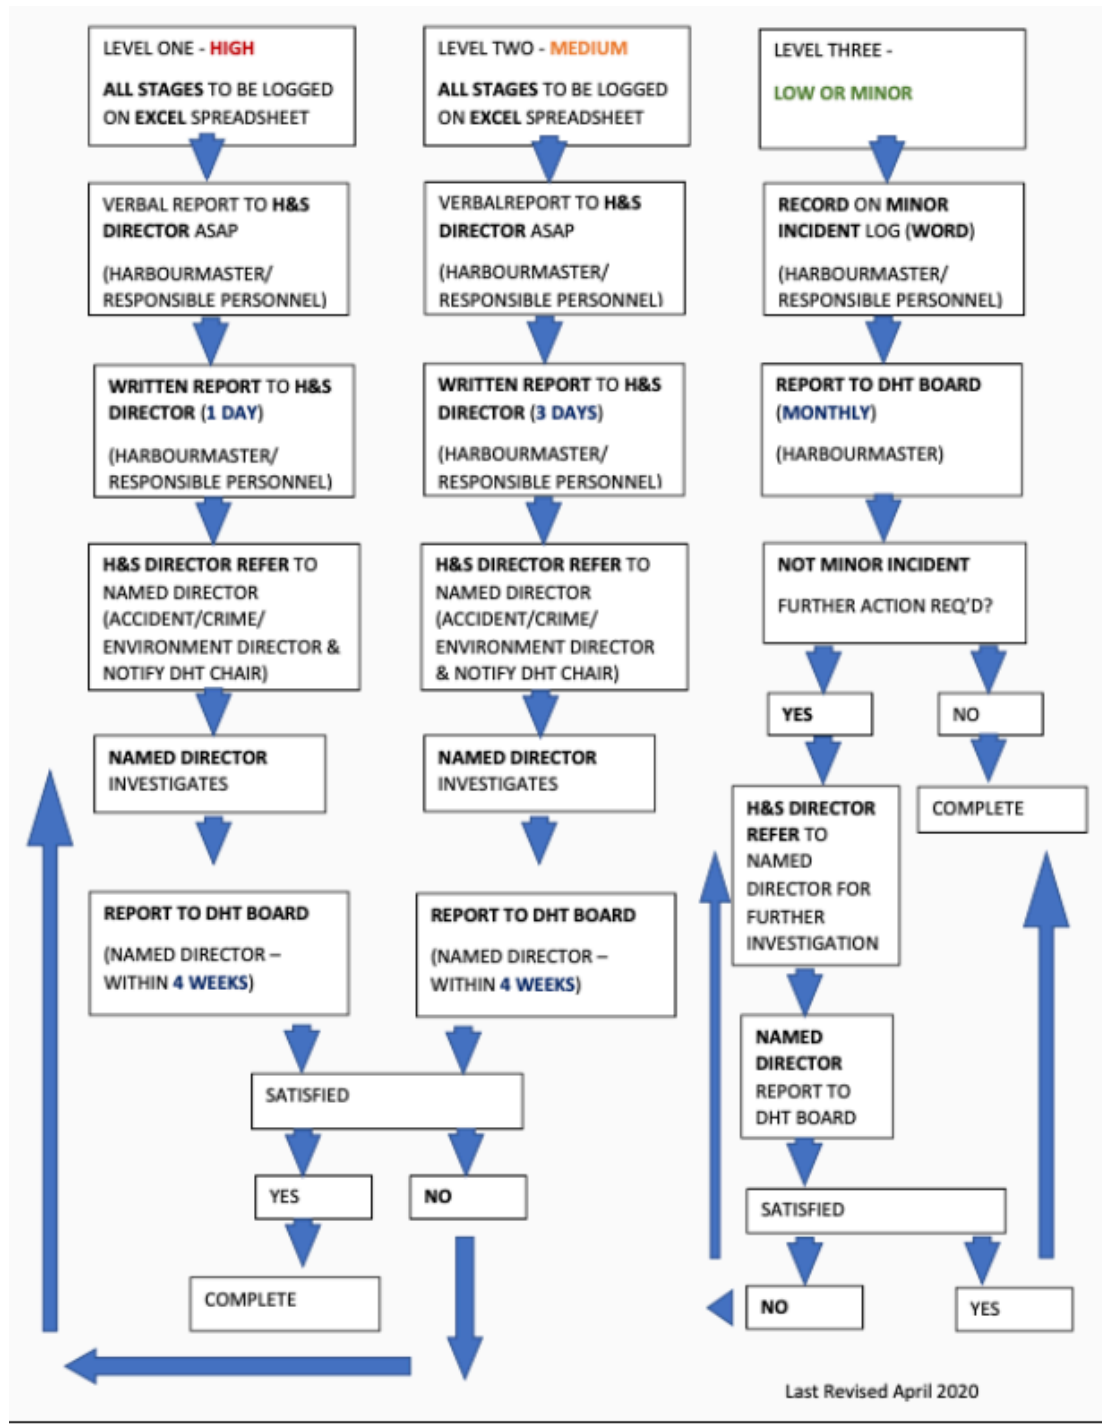 LEVEL ONE - HIGH
ALL STAGES TO BE LOGGED
ON EXCEL SPREADSHEET
VERBAL REPORT TO H&S
DIRECTOR ASAP
(HARBOURMASTER/
RESPONSIBLE PERSONNEL)
WRITTEN REPORT TO H&S
DIRECTOR (1 DAY)
(HARBOURMASTER/
RESPONSIBLE PERSONNEL)
H&S DIRECTOR REFER TO
NAMED DIRECTOR
(ACCIDENT/CRIME/
ENVIRONMENT DIRECTOR &
NOTIFY DHT CHAIR)
NAMED DIRECTOR
INVESTIGATES
REPORT TO DHT BOARD
(NAMED DIRECTOR –
WITHIN 4 WEEKS)
LEVEL TWO - MEDIUM
ALL STAGES TO BE LOGGED
ON EXCEL SPREADSHEET
VERBALREPORT TO H&S
DIRECTOR ASAP
(HARBOURMASTER/
RESPONSIBLE PERSONNEL)
WRITTEN REPORT TO H&S
DIRECTOR (3 DAYS)
(HARBOURMASTER/
RESPONSIBLE PERSONNEL)
H&S DIRECTOR REFER TO
NAMED DIRECTOR
(ACCIDENT/CRIME/
ENVIRONMENT DIRECTOR
& NOTIFY DHT CHAIR)
NAMED DIRECTOR
INVESTIGATES
REPORT TO DHT BOARD
(NAMED DIRECTOR –
WITHIN 4 WEEKS)
SATISFIED
YES
NO
COMPLETE
LEVEL THREE -
LOW OR MINOR
RECORD ON MINOR
INCIDENT LOG (WORD)
(HARBOURMASTER/
RESPONSIBLE PERSONNEL)
REPORT TO DHT BOARD
(MONTHLY)
(HARBOURMASTER)
NOT MINOR INCIDENT
FURTHER ACTION REQ'D?
YES
NO
H&S DIRECTOR
REFER TO
NAMED
DIRECTOR FOR
FURTHER
INVESTIGATION
COMPLETE
NAMED
DIRECTOR
REPORT TO
DHT BOARD
SATISFIED
NO
YES
Last Revised April 2020